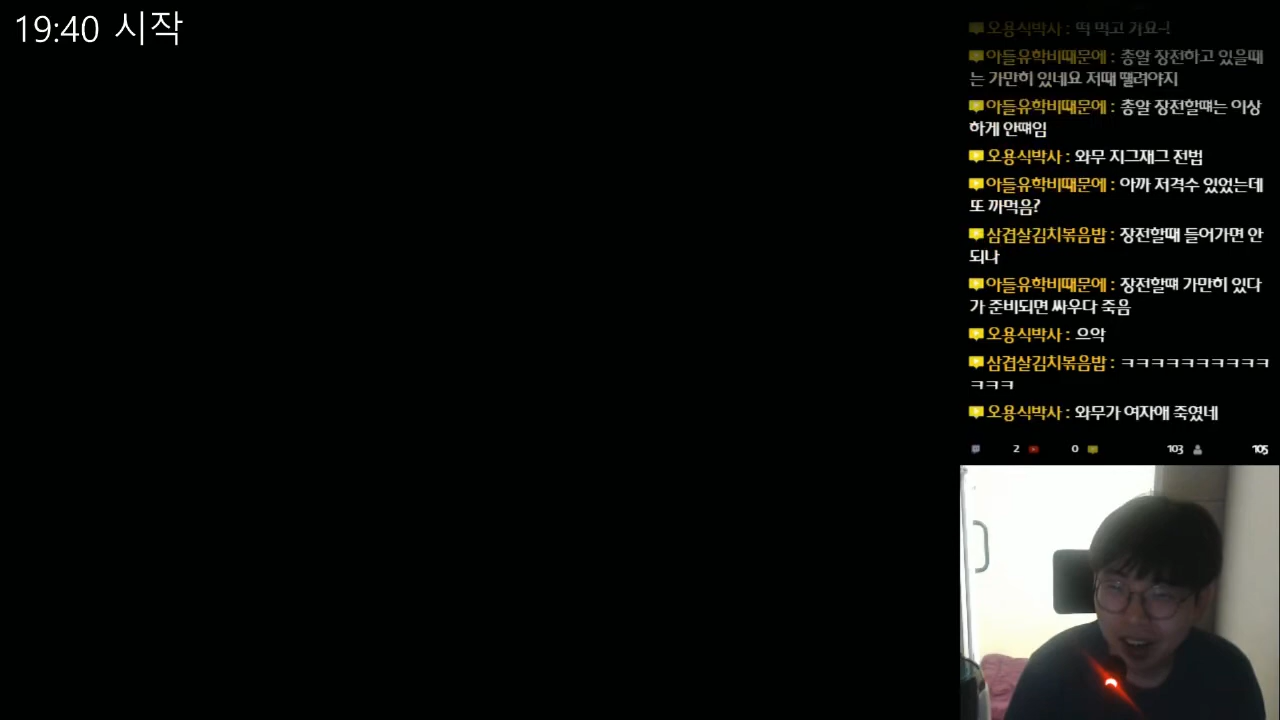 19:40 시작
오용식박사 : 떡 먹고 가요~!
아들유학비때문에 : 총알 장전하고 있을때
는 가만히 있네요 저때 땔려야지
아들유학비때문에 : 총알 장전할떄는 이상
하게 안떄임
오용식박사 : 와무 지그재그 전법
아들유학비때문에 : 아까 저격수 있었는데
또 까먹음?
삼겹살김치볶음밥 : 장전할때 들어가면 안
되나
아들유학비때문에 : 장전할떄 가만히 있다
가 준비되면 싸우다 죽음
오용식박사 : 으악
삼겹살김치볶음밥 : ㅋㅋㅋㅋㅋㅋㅋㅋㅋㅋ
ㅋㅋㅋ
오용식박사 : 와무가 여자애 죽였네
2 0 103 105